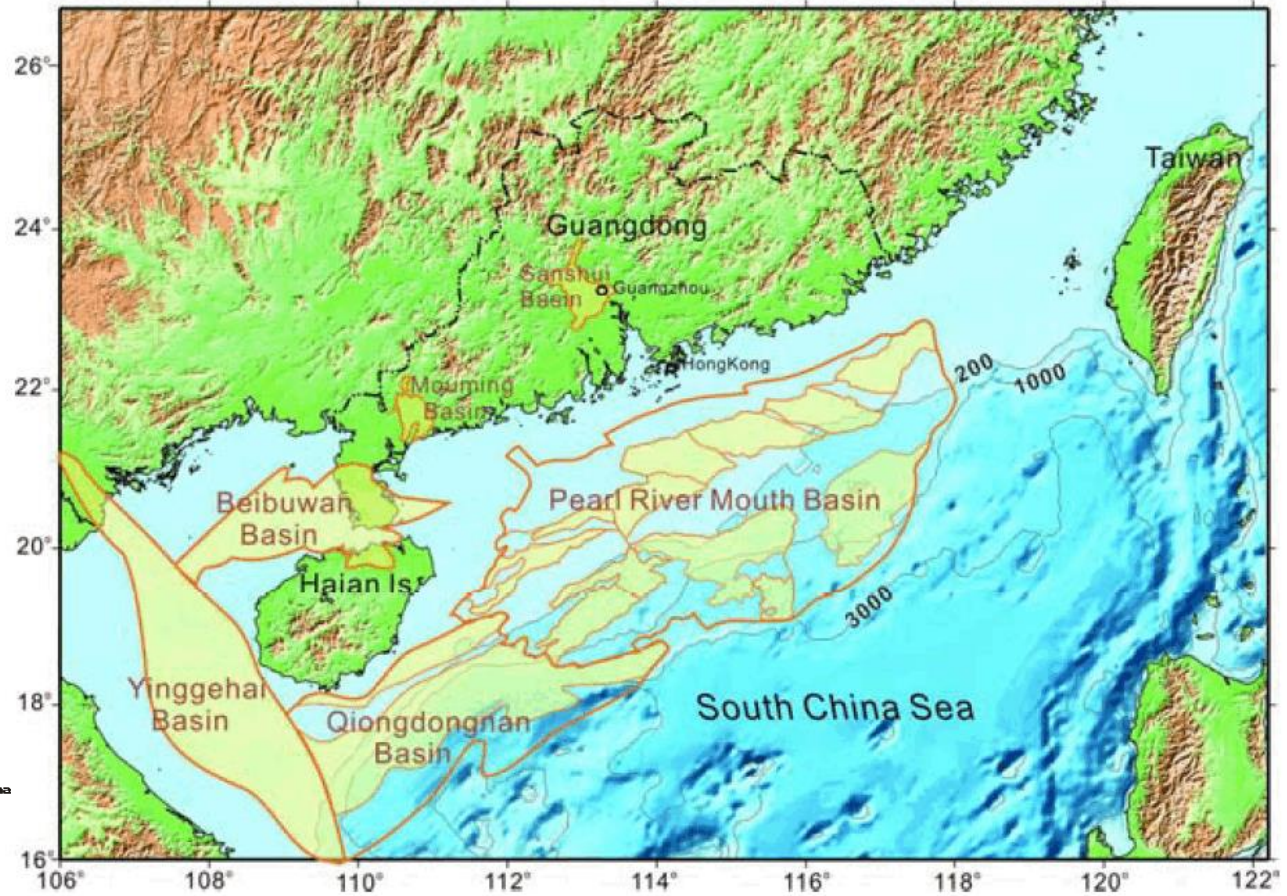 26°
Taiwan
24°
Guangdong
Sanshui
Basin
Guangzhou
HongKong
200
1000
22°
Mouming
Basin
Beibuwan
Basin
Pearl River Mouth Basin
20°
Haian Is.
3000
Yinggehai
Basin
18°
Qiongdongnan
Basin
South China Sea
16°
106°
108°
110°
112°
114°
116°
118°
120°
122°